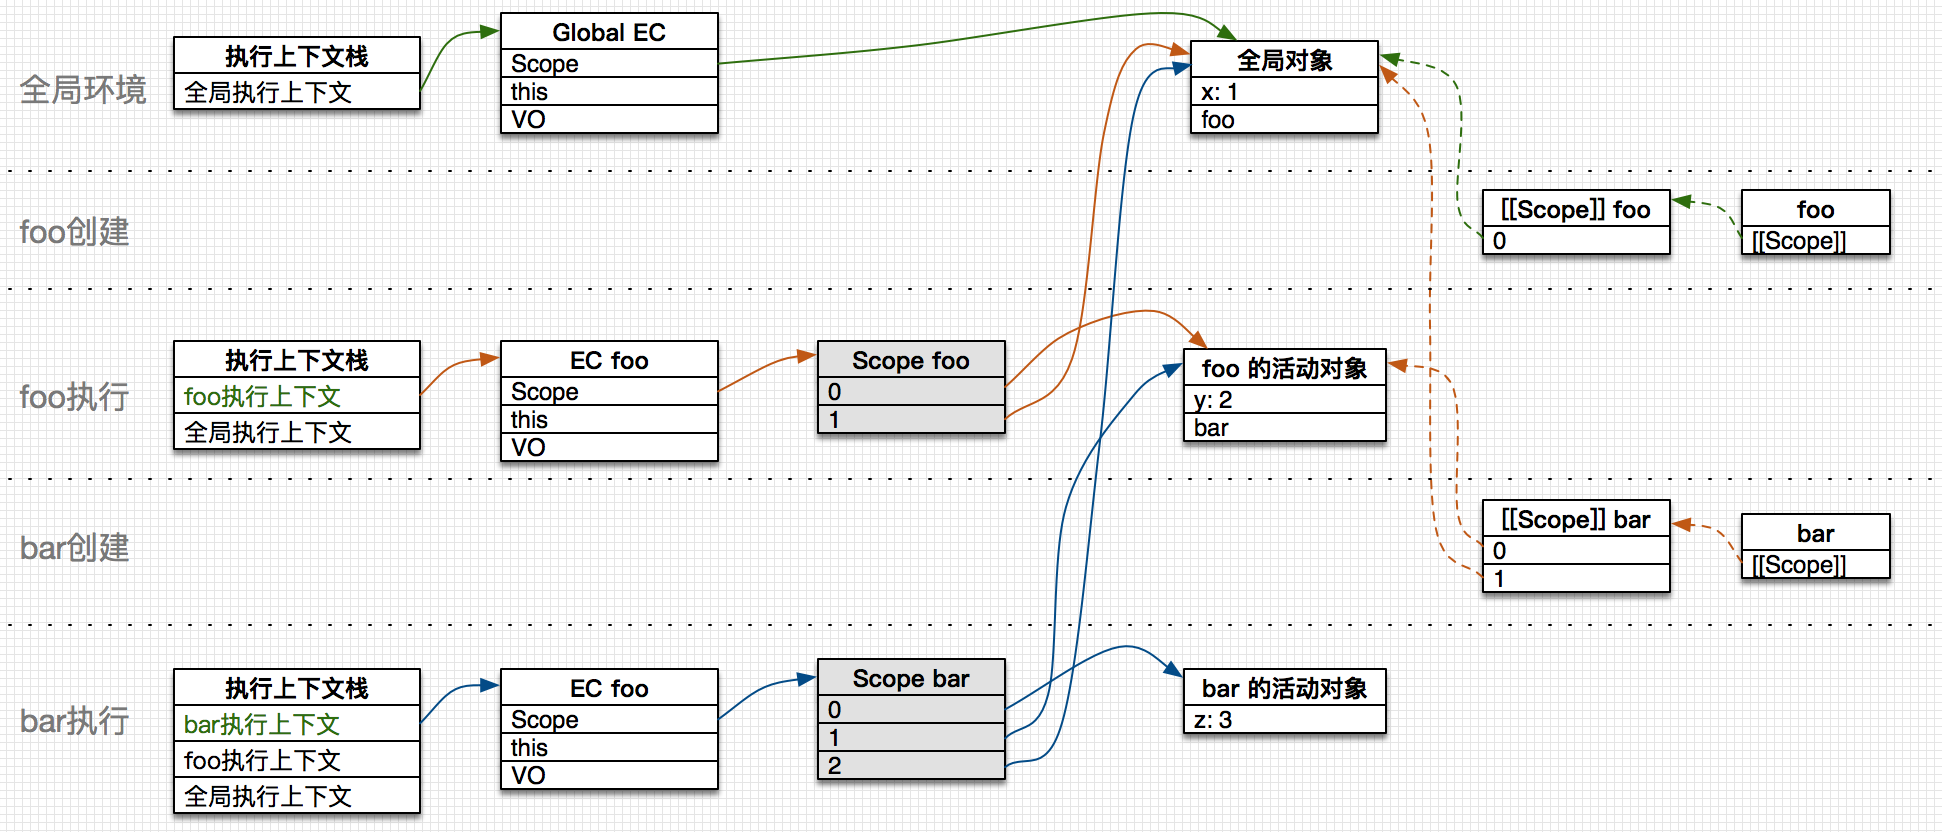 全局环境
执行上下文栈
全局执行上下文
Global EC
Scope
this
VO
全局对象
x: 1
foo
foo创建
[[Scope]] foo
0
foo
[[Scope]]
foo执行
执行上下文栈
foo执行上下文
全局执行上下文
EC foo
Scope
this
VO
Scope foo
0
1
foo 的活动对象
y: 2
bar
bar创建
[[Scope]] bar
0
1
bar
[[Scope]]
bar执行
执行上下文栈
bar执行上下文
foo执行上下文
全局执行上下文
EC foo
Scope
this
VO
Scope bar
0
1
2
bar 的活动对象
z: 3